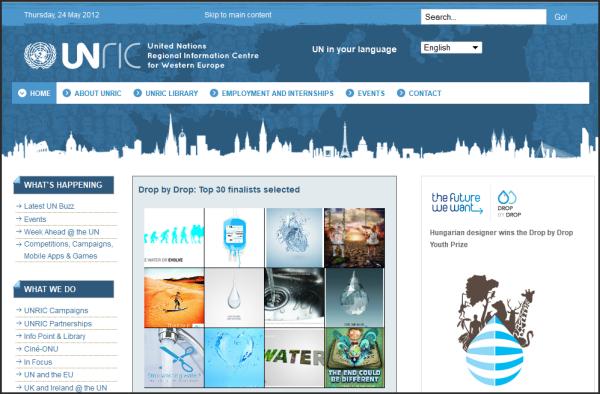 Thursday, 24 May 2012
Skip to main content
Search...
Go!
UNRIC
United Nations
Regional Information Centre
for Western Europe
UN in your language
English
HOME
ABOUT UNRIC
UNRIC LIBRARY
EMPLOYMENT AND INTERNSHIPS
EVENTS
CONTACT
WHAT'S HAPPENING
Latest UN Buzz
Events
Week Ahead @ the UN
Competitions, Campaigns,
Mobile Apps & Games
WHAT WE DO
UNRIC Campaigns
UNRIC Partnerships
Info Point & Library
Ciné-ONU
In Focus
UN and the EU
UK and Ireland @ the UN
Drop by Drop: Top 30 finalists selected
E WATER OR EVOLVE
WATER
THE END COULD
BE DIFFERENT
the future
we want
DROP
BY DROP
Hungarian designer wins the Drop by Drop
Youth Prize